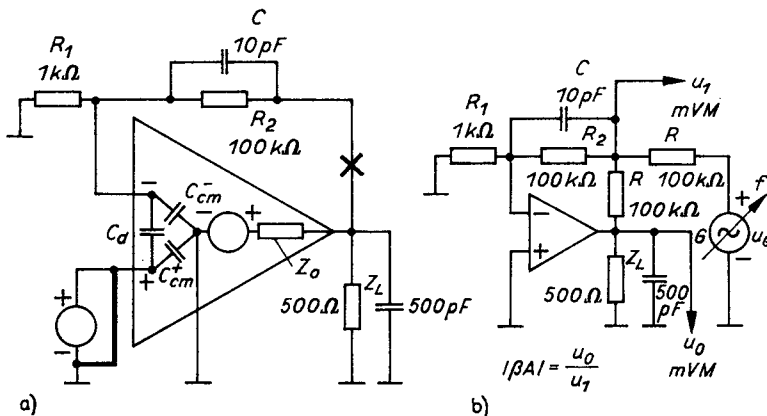 R1
1kΩ
C
10pF
R2
100kΩ
−
+
Cd
C−cm
C+cm
− +
Zo
ZL
500Ω
500pF
+
−
a)
R1
1kΩ
C
10pF
u1
mVM
R2
100kΩ
R
100kΩ
R
100kΩ
−
+
ZL
500Ω
500
pF
G
+
−
f
u0
mVM
|βA| = u0
u1
b)